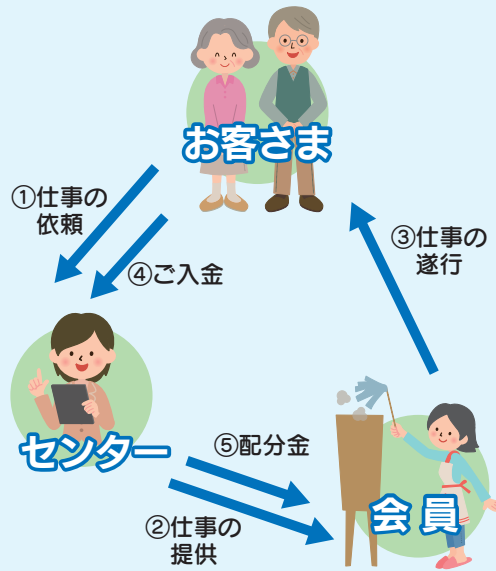 お客さま
①仕事の
依頼
④ご入金
③仕事の
遂行
センター
⑤配分金
②仕事の
提供
会員